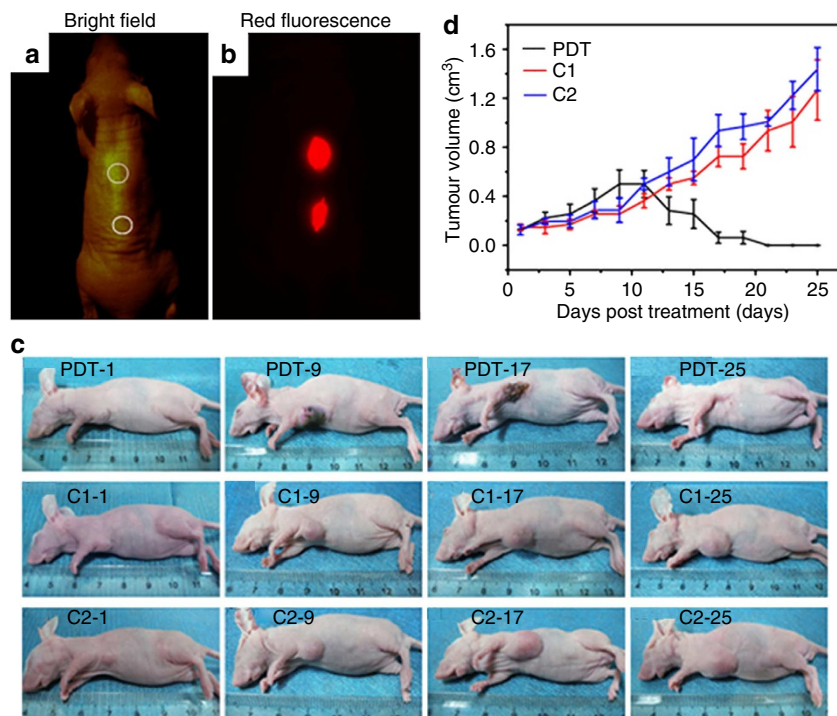 Bright field
Red fluorescence
a
b
d
PDT
C1
C2
Tumour volume (cm³)
1.6
1.2
0.8
0.4
0.0
0 5 10 15 20 25
Days post treatment (days)
c
PDT-1
PDT-9
PDT-17
PDT-25
C1-1
C1-9
C1-17
C1-25
C2-1
C2-9
C2-17
C2-25